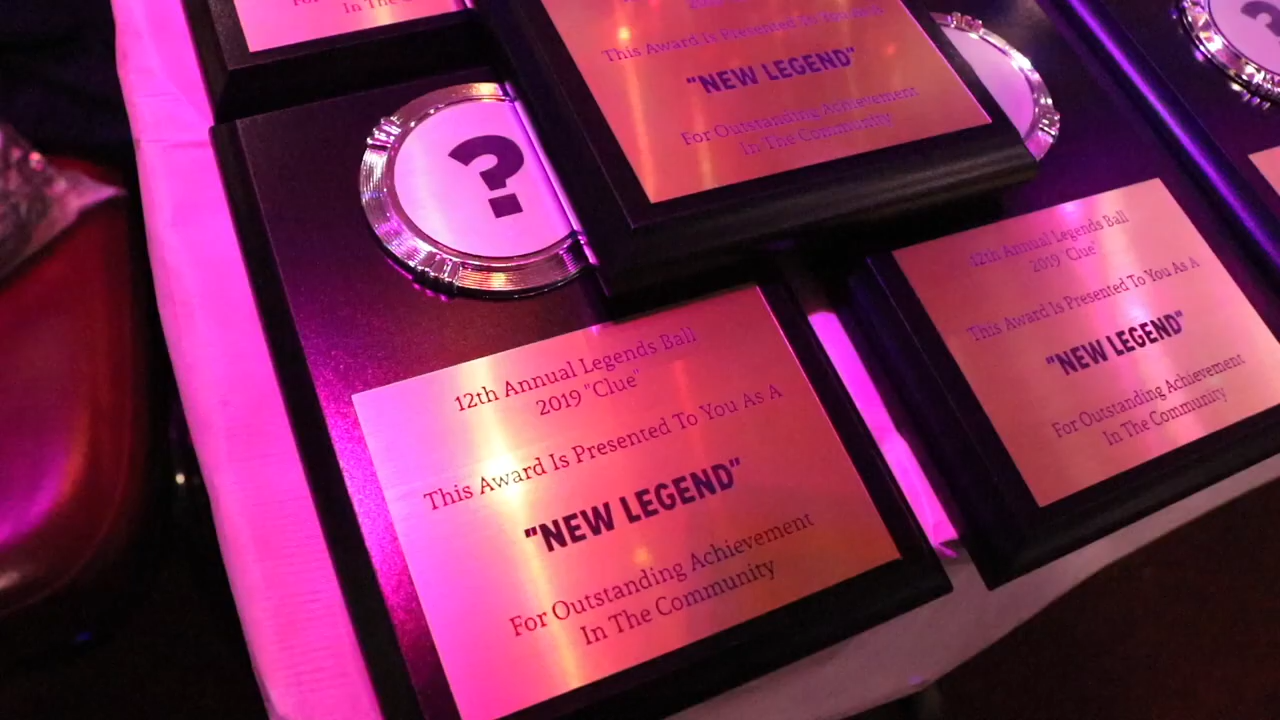 In T
This Award Is Presented To You As A
"NEW LEGEND"
For Outstanding Achievement
In The Community
?
?
12th Annual Legends Ball
2019 "Clue"
This Award Is Presented To You As A
"NEW LEGEND"
For Outstanding Achievement
In The Community
12th Annual Legends Ball
2019 "Clue"
This Award Is Presented To You As A
"NEW LEGEND"
For Outstanding Achievement
In The Community